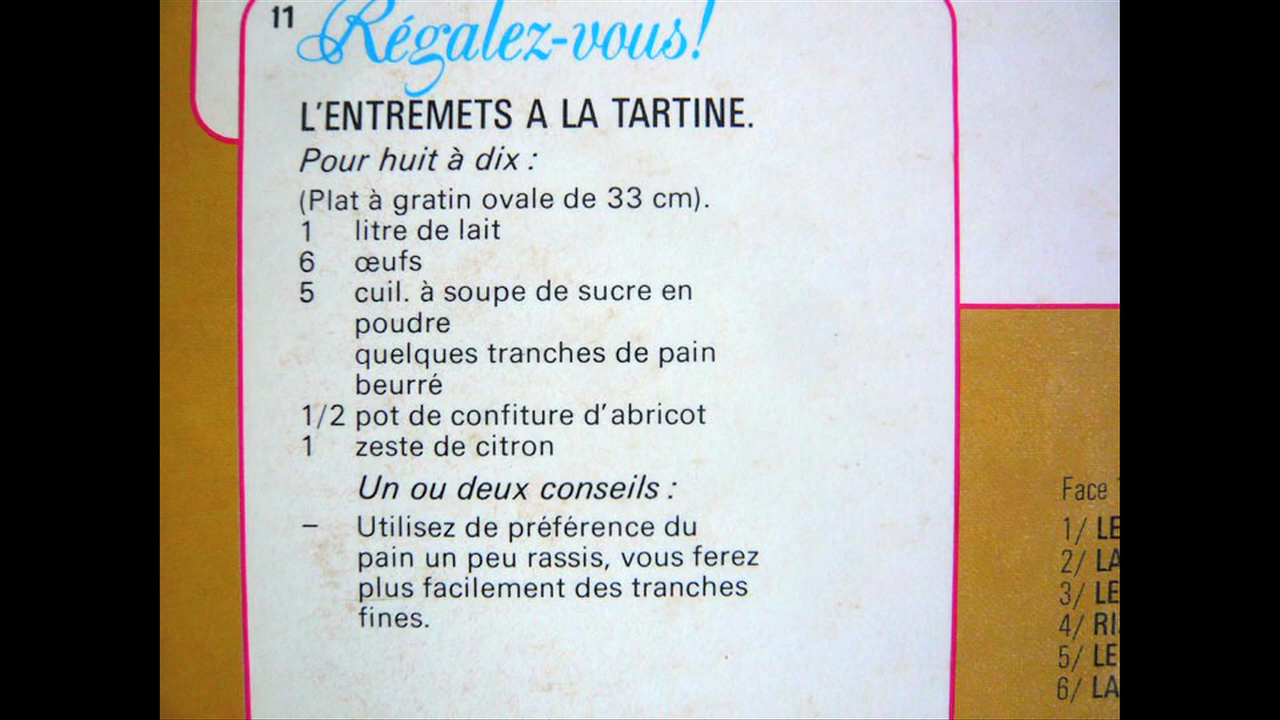 11 Régalez-vous!
L'ENTREMETS A LA TARTINE.
Pour huit à dix :
(Plat à gratin ovale de 33 cm).
1 litre de lait
6 œufs
5 cuil. à soupe de sucre en
poudre
quelques tranches de pain
beurré
1/2 pot de confiture d'abricot
1 zeste de citron
Un ou deux conseils :
– Utilisez de préférence du
pain un peu rassis, vous ferez
plus facilement des tranches
fines.
Face
1/ LE
2/ LA
3/ LE
4/ RI
5/ LE
6/ LA